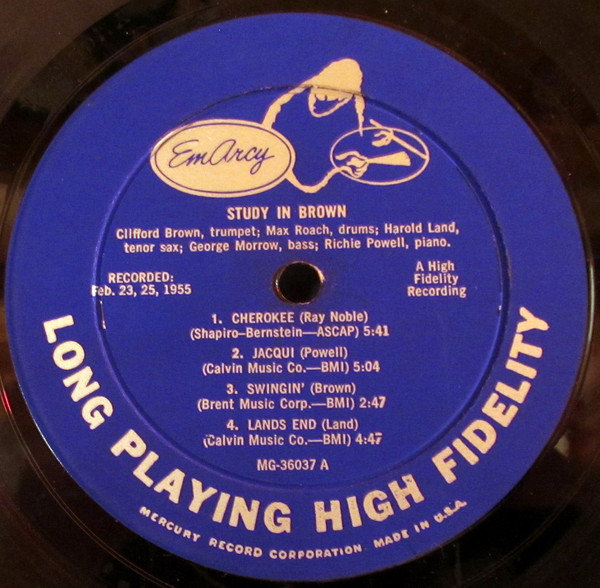 EmArcy
STUDY IN BROWN
Clifford Brown, trumpet; Max Roach, drums; Harold Land,
tenor sax; George Morrow, bass; Richie Powell, piano.
RECORDED:
Feb. 23, 25, 1955
A High
Fidelity
Recording
1. CHEROKEE (Ray Noble)
(Shapiro-Bernstein—ASCAP) 5:41
2. JACQUI (Powell)
(Calvin Music Co.—BMI) 5:04
3. SWINGIN' (Brown)
(Brent Music Corp.—BMI) 2:47
4. LANDS END (Land)
(Calvin Music Co.—BMI) 4:47
MG-36037 A
LONG PLAYING HIGH FIDELITY
MERCURY RECORD CORPORATION MADE IN U.S.A.